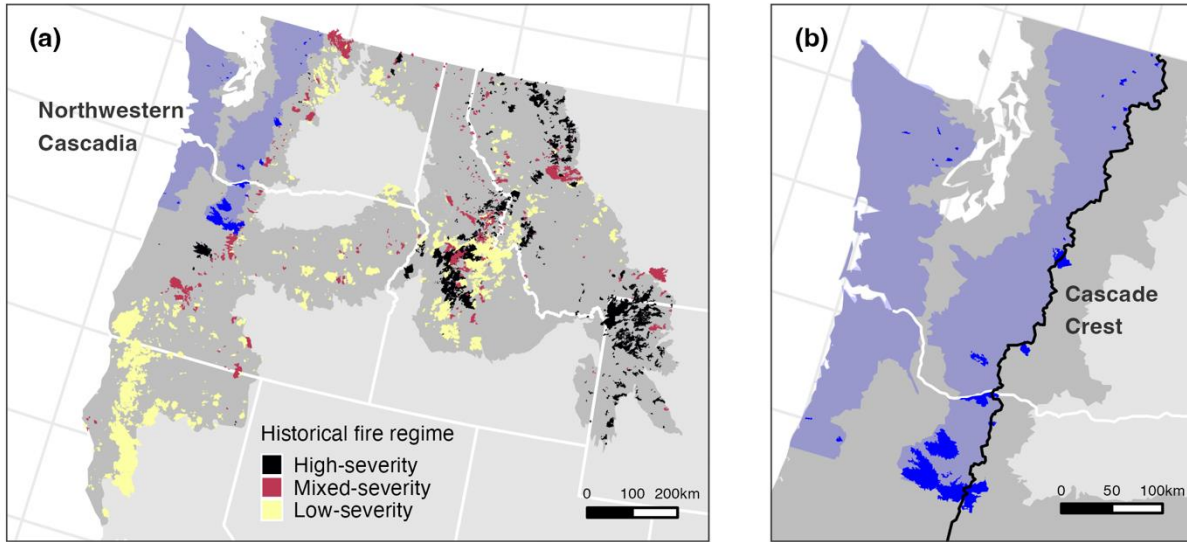 (a)
Northwestern
Cascadia
Historical fire regime
High-severity
Mixed-severity
Low-severity
0 100 200km
(b)
Cascade
Crest
0 50 100km